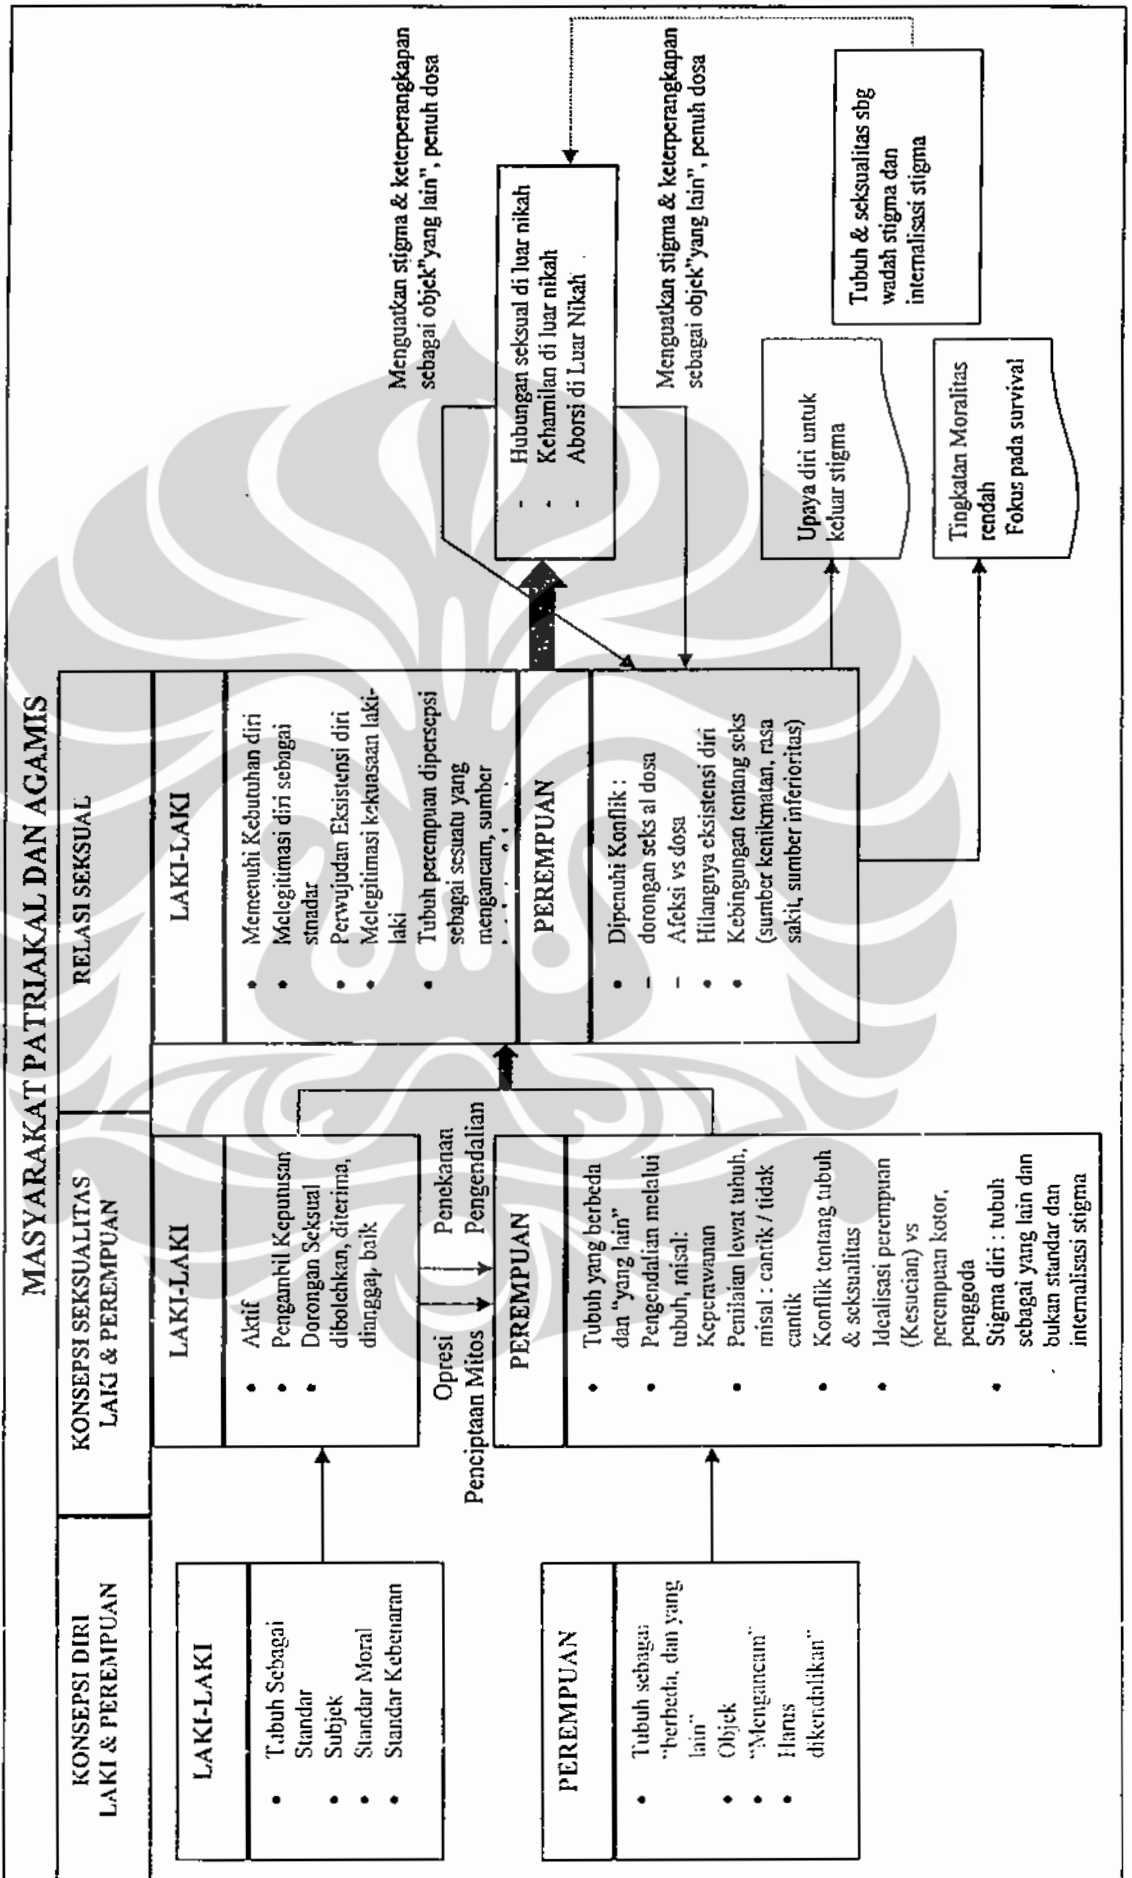 MASYARAKAT PATRIAKAL DAN AGAMIS
KONSEPSI DIRI
LAKI & PEREMPUAN
KONSEPSI SEKSUALITAS
LAKI & PEREMPUAN
RELASI SEKSUAL
LAKI-LAKI
• Tubuh Sebagai
Standar
• Subjek
• Standar Moral
• Standar Kebenaran
PEREMPUAN
• Tubuh sebagai
"berbeda, dan yang
lain"
• Objek
• "Mengancam"
• Harus
dikendalikan"
LAKI-LAKI
• Aktif
• Pengambil Keputusan
• Dorongan Seksual
dibolehkan, diterima,
dianggap baik
Opresi
Penciptaan Mitos
Penekanan
Pengendalian
PEREMPUAN
• Tubuh yang berbeda
dan "yang lain"
• Pengendalian melalui
tubuh, misal:
Keperawanan
• Penilaian lewat tubuh,
misal : cantik / tidak
cantik
• Konflik tentang tubuh
& seksualitas
• Idealisasi perempuan
(Kesucian) vs
perempuan kotor,
penggoda
• Stigma diri : tubuh
sebagai yang lain dan
bukan standar dan
internalisasi stigma
LAKI-LAKI
• Memenuhi Kebutuhan diri
• Melegitimasi diri sebagai
stnadar
• Perwujudan Eksistensi diri
• Melegitimasi kekuasaan laki-
laki
• Tubuh perempuan dipersepsi
sebagai sesuatu yang
mengancam, sumber
PEREMPUAN
• Dipenuhi Konflik :
– dorongan seks al dosa
– Afeksi vs dosa
• Hilangnya eksistensi diri
• Kebingungan tentang seks
(sumber kenikmatan, rasa
sakit, sumber inferioritas)
Menguatkan stigma & keterperangkapan
sebagai objek"yang lain", penuh dosa
- Hubungan seksual di luar nikah
- Kehamilan di luar nikah
- Aborsi di Luar Nikah
Menguatkan stigma & keterperangkapan
sebagai objek"yang lain", penuh dosa
Upaya diri untuk
keluar stigma
Tingkatan Moralitas
rendah
Fokus pada survival
Tubuh & seksualitas sbg
wadah stigma dan
internalisasi stigma